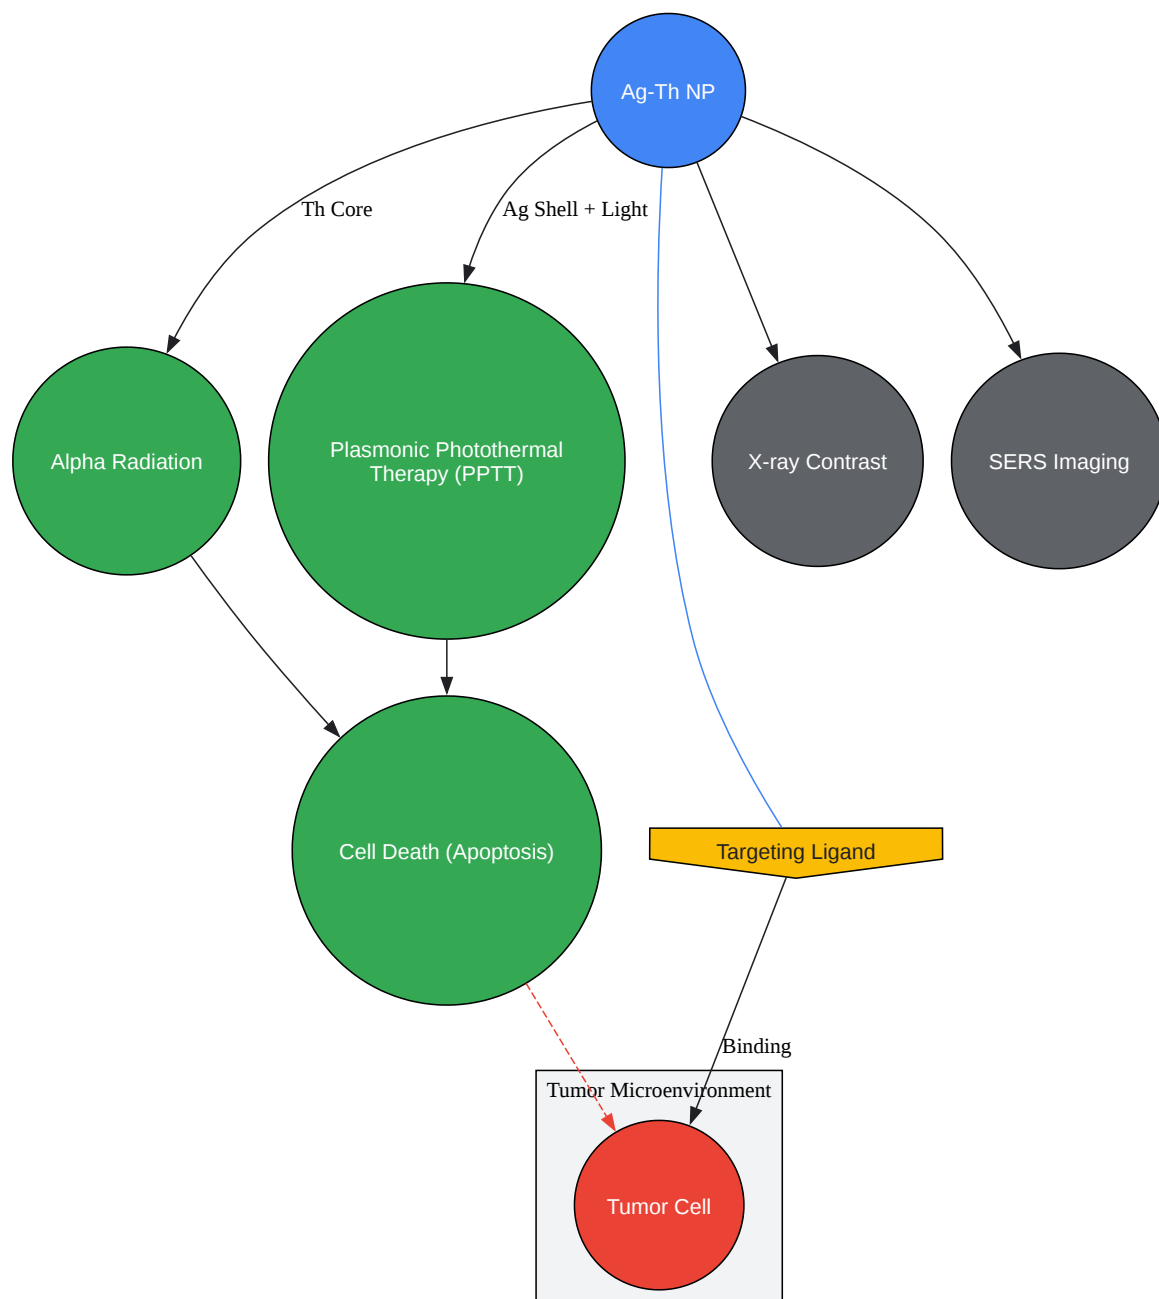 Ag-Th NP
Th Core
Ag Shell + Light
Alpha Radiation
Plasmonic Photothermal
Therapy (PPTT)
X-ray Contrast
SERS Imaging
Cell Death (Apoptosis)
Targeting Ligand
Binding
Tumor Microenvironment
Tumor Cell